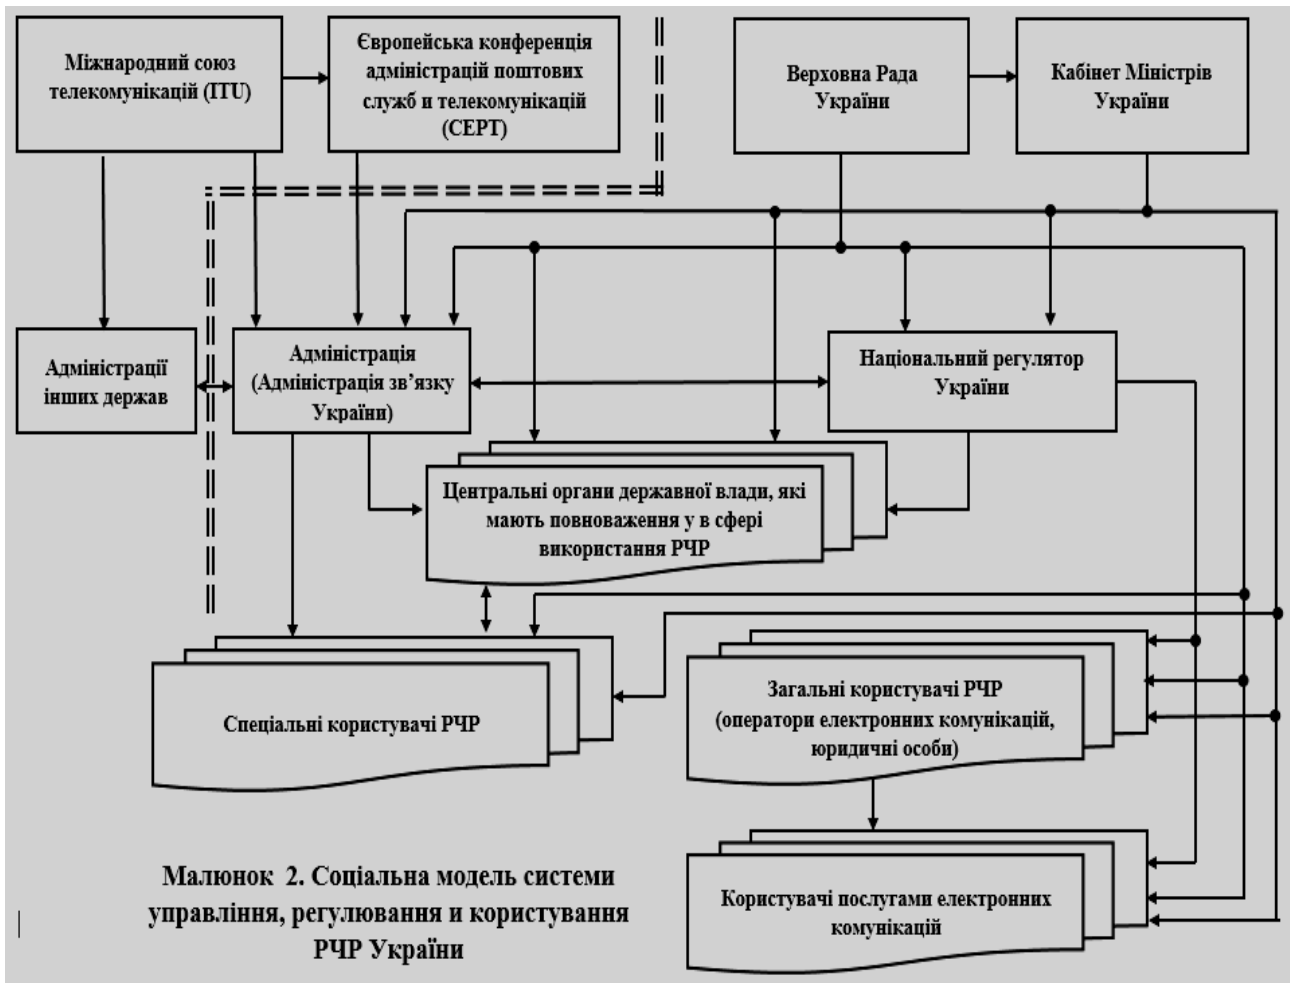 Міжнародний союз
телекомунікацій (ITU)
Європейська конференція
адміністрацій поштових
служб и телекомунікацій
(CEPT)
Верховна Рада
України
Кабінет Міністрів
України
Адміністрації
інших держав
Адміністрація
(Адміністрація зв’язку
України)
Національний регулятор
України
Центральні органи державної влади, які
мають повноваження у в сфері
використання РЧР
Спеціальні користувачі РЧР
Загальні користувачі РЧР
(оператори електронних комунікацій,
юридичні особи)
Користувачі послугами електронних
комунікацій
Малюнок 2. Соціальна модель системи
управління, регулювання и користування
РЧР України